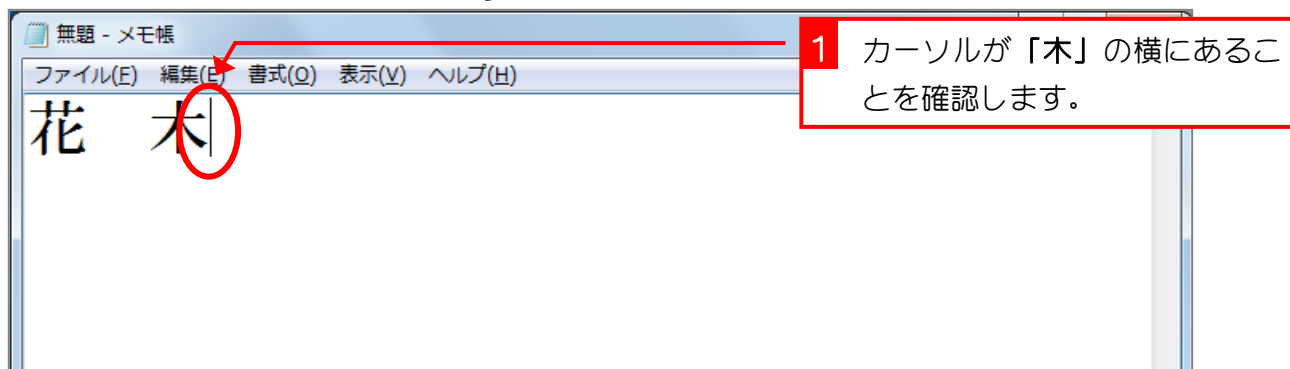 無題 - メモ帳
ファイル(F) 編集(E) 書式(O) 表示(V) ヘルプ(H)
花　木
1 カーソルが「木」の横にあるこ
とを確認します。